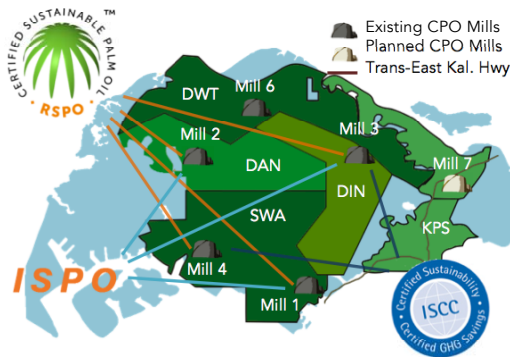 CERTIFIED SUSTAINABLE PALM OIL
TM
· RSPO ·
Existing CPO Mills
Planned CPO Mills
Trans-East Kal. Hwy
DWT
Mill 6
Mill 2
Mill 3
DAN
Mill 7
DIN
SWA
KPS
Mill 4
ISPO
Mill 1
· Certified Sustainability ·
ISCC
Certified GHG Savings